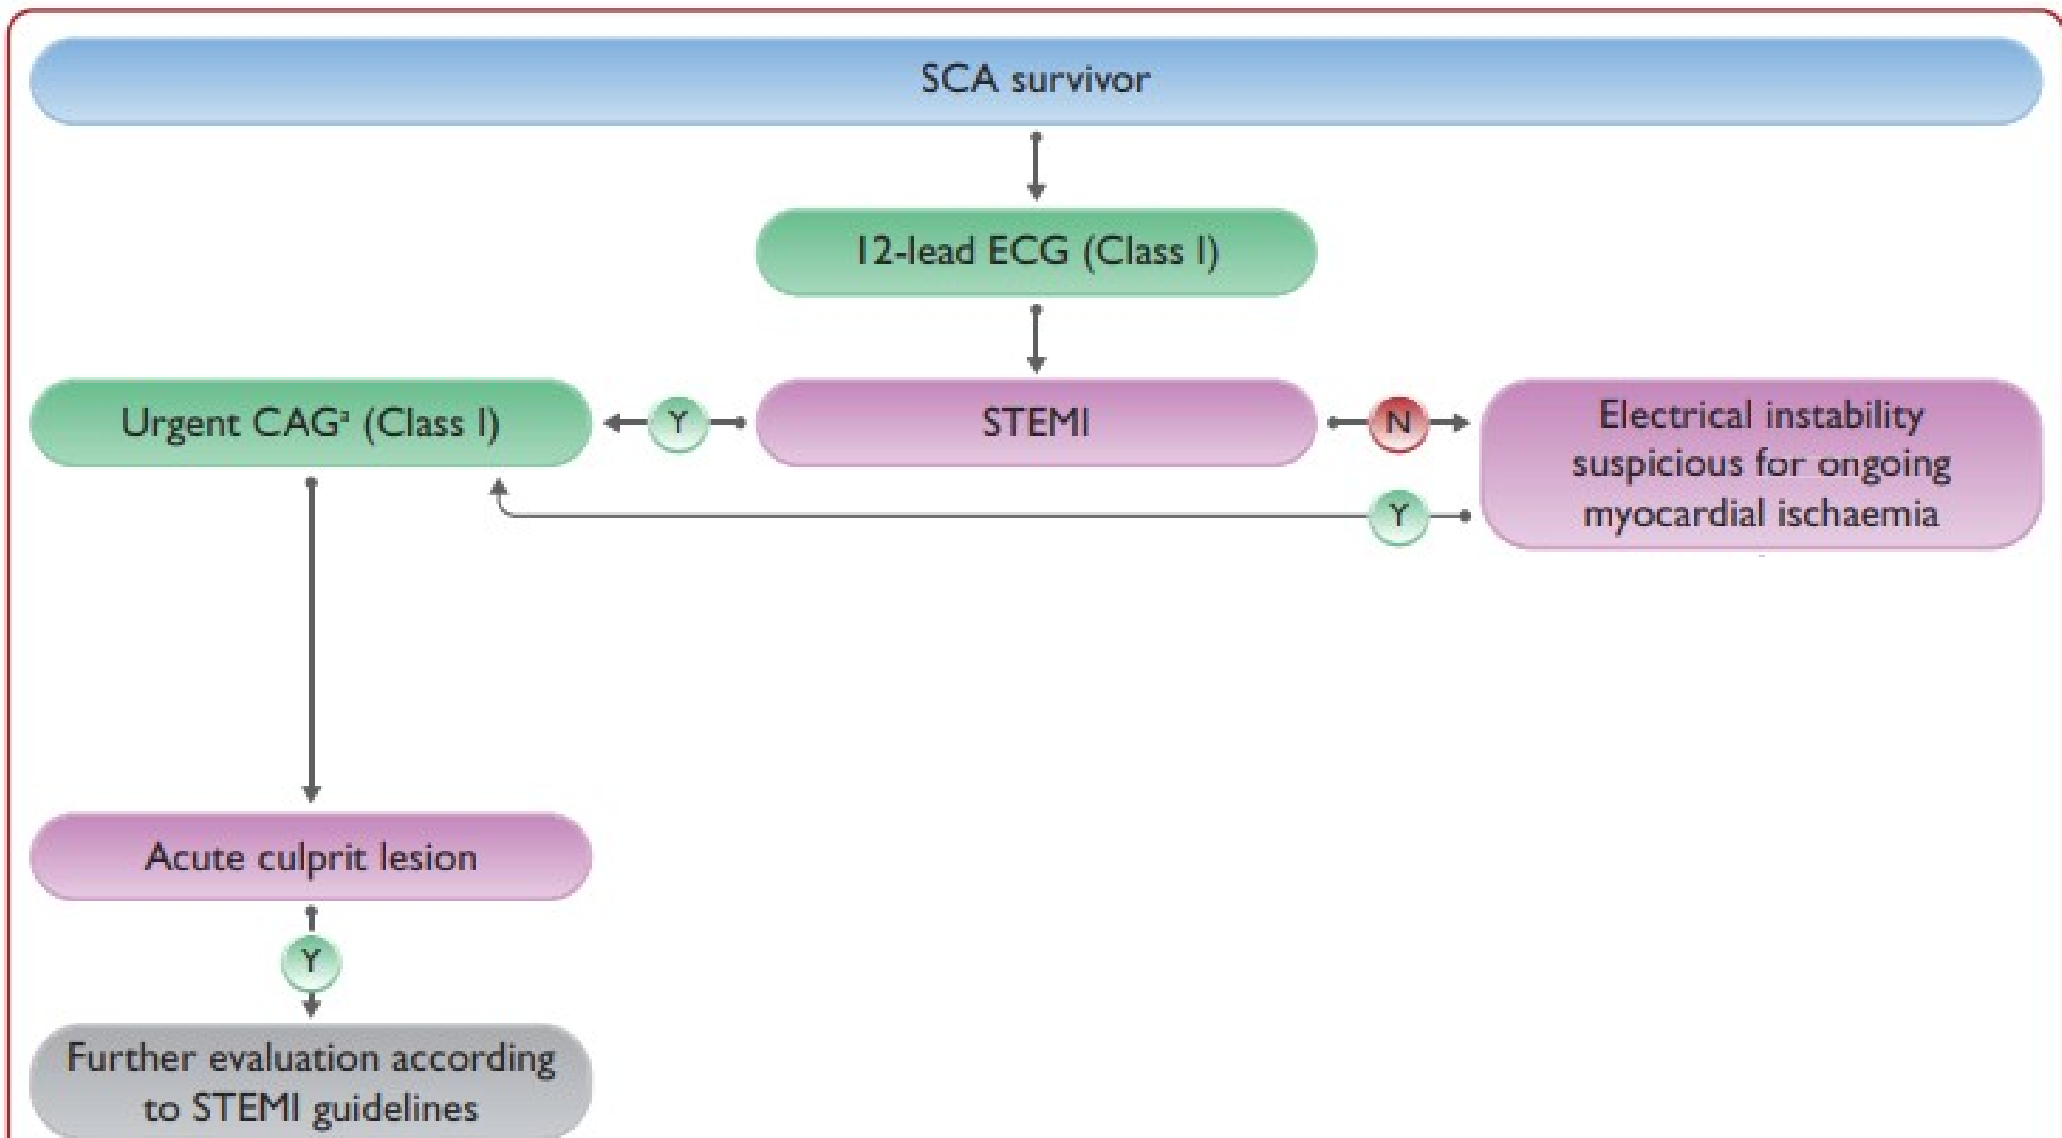 SCA survivor
12-lead ECG (Class I)
Urgent CAGᵃ (Class I)
Y
STEMI
N
Electrical instability
suspicious for ongoing
myocardial ischaemia
Y
Acute culprit lesion
Y
Further evaluation according
to STEMI guidelines